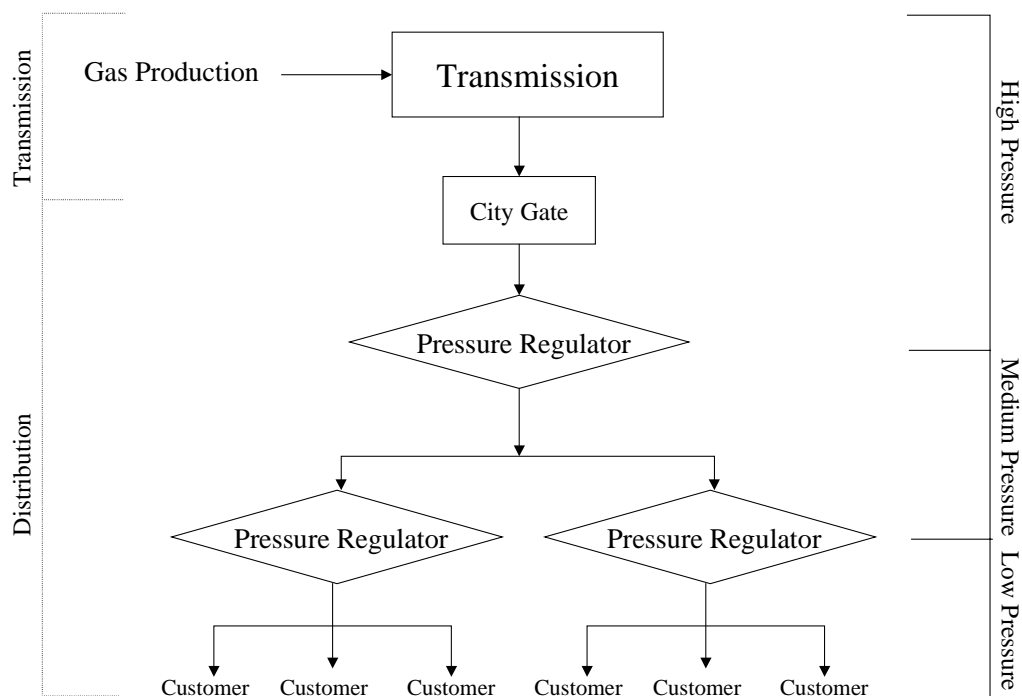 Transmission
Gas Production
Transmission
High Pressure
City Gate
Pressure Regulator
Medium Pressure
Distribution
Pressure Regulator
Pressure Regulator
Low Pressure
Customer
Customer
Customer
Customer
Customer
Customer